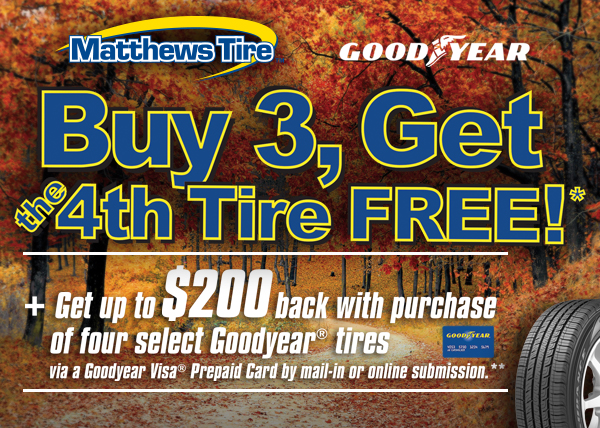 Matthews Tire
GOODYEAR
Buy 3, Get
the 4th Tire FREE!*
+ Get up to $200 back with purchase
of four select Goodyear® tires
GOODYEAR
via a Goodyear Visa® Prepaid Card by mail-in or online submission.**